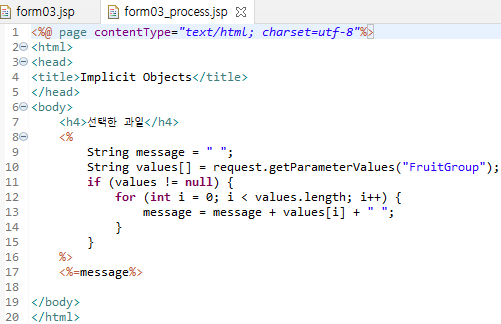 form03.jsp form03_process.jsp
1 <%@ page contentType="text/html; charset=utf-8"%>
2 <html>
3 <head>
4 <title>Implicit Objects</title>
5 </head>
6 <body>
7 <h4>선택한 과일</h4>
8 <%
9 String message = " ";
10 String values[] = request.getParameterValues("FruitGroup");
11 if (values != null) {
12 for (int i = 0; i < values.length; i++) {
13 message = message + values[i] + " ";
14 }
15 }
16 %>
17 <%=message%>
18
19 </body>
20 </html>